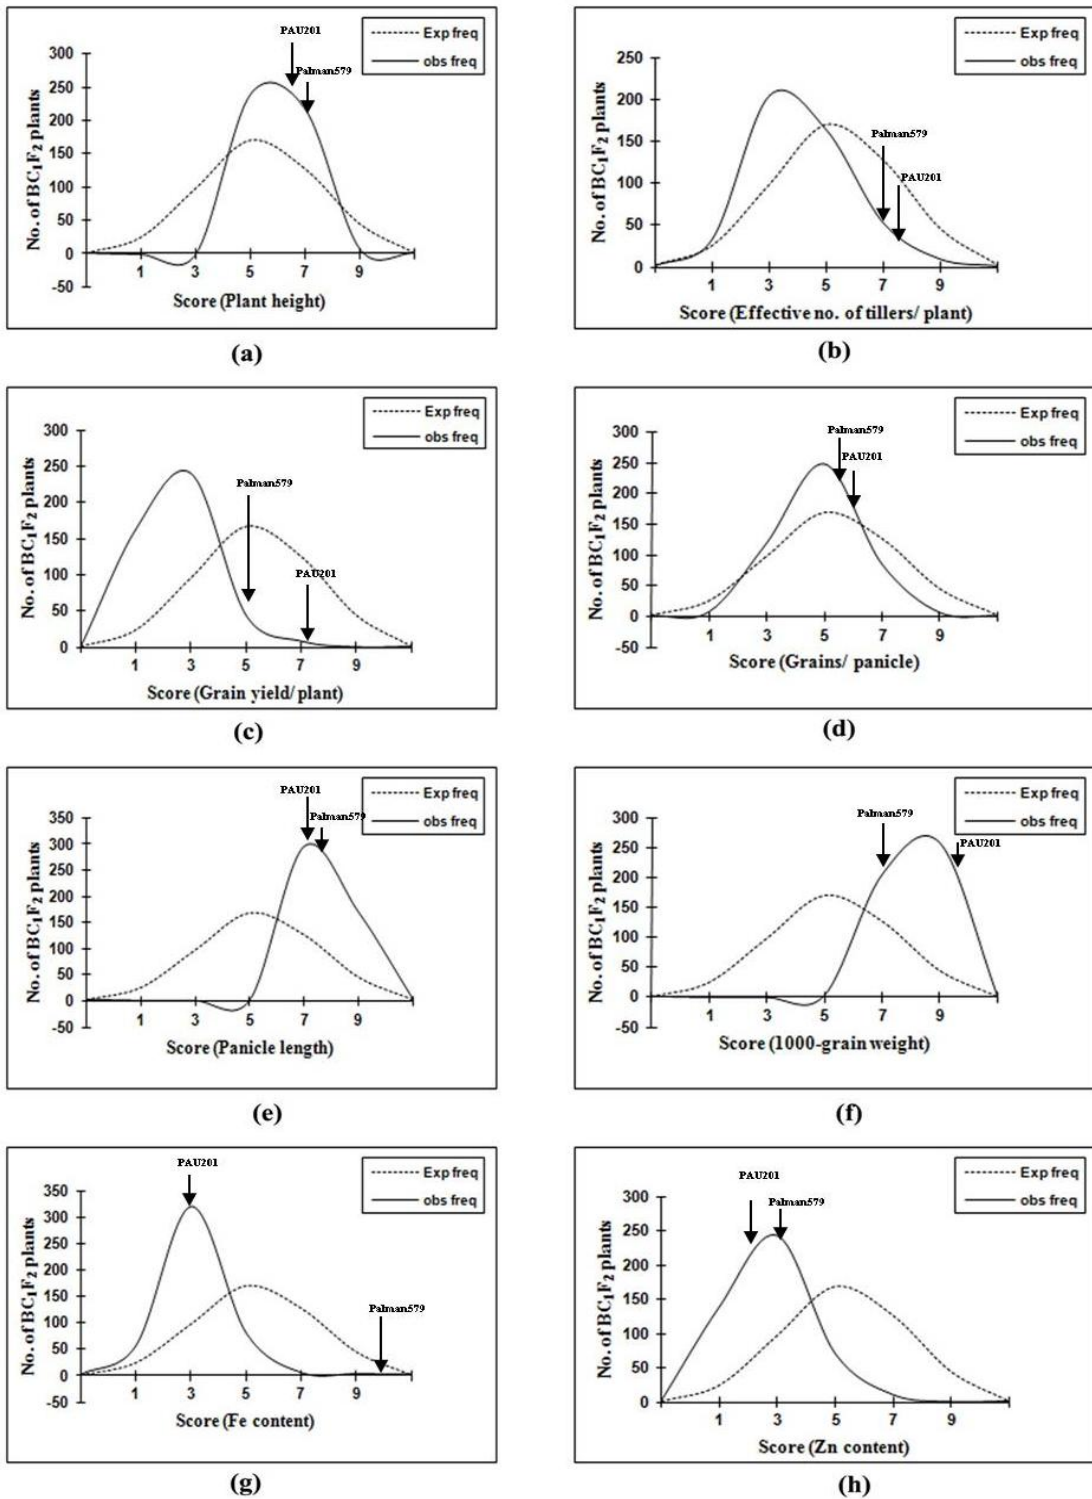 Exp freq
obs freq
PAU201
Palman579
No. of BC1F2 plants
300
250
200
150
100
50
0
-50
1 3 5 7 9
Score (Plant height)
(a)
Exp freq
obs freq
Palman579
PAU201
No. of BC1F2 plants
250
200
150
100
50
0
1 3 5 7 9
Score (Effective no. of tillers/ plant)
(b)
Exp freq
obs freq
Palman579
PAU201
No. of BC1F2 plants
300
250
200
150
100
50
0
1 3 5 7 9
Score (Grain yield/ plant)
(c)
Exp freq
obs freq
Palman579
PAU201
No. of BC1F2 plants
300
250
200
150
100
50
0
-50
1 3 5 7 9
Score (Grains/ panicle)
(d)
Exp freq
obs freq
PAU201
Palman579
No. of BC1F2 plants
350
300
250
200
150
100
50
0
-50
1 3 5 7 9
Score (Panicle length)
(e)
Exp freq
obs freq
Palman579
PAU201
No. of BC1F2 plants
300
250
200
150
100
50
0
-50
1 3 5 7 9
Score (1000-grain weight)
(f)
Exp freq
obs freq
PAU201
Palman579
No. of BC1F2 plants
350
300
250
200
150
100
50
0
-50
1 3 5 7 9
Score (Fe content)
(g)
Exp freq
obs freq
PAU201
Palman579
No. of BC1F2 plants
300
250
200
150
100
50
0
1 3 5 7 9
Score (Zn content)
(h)